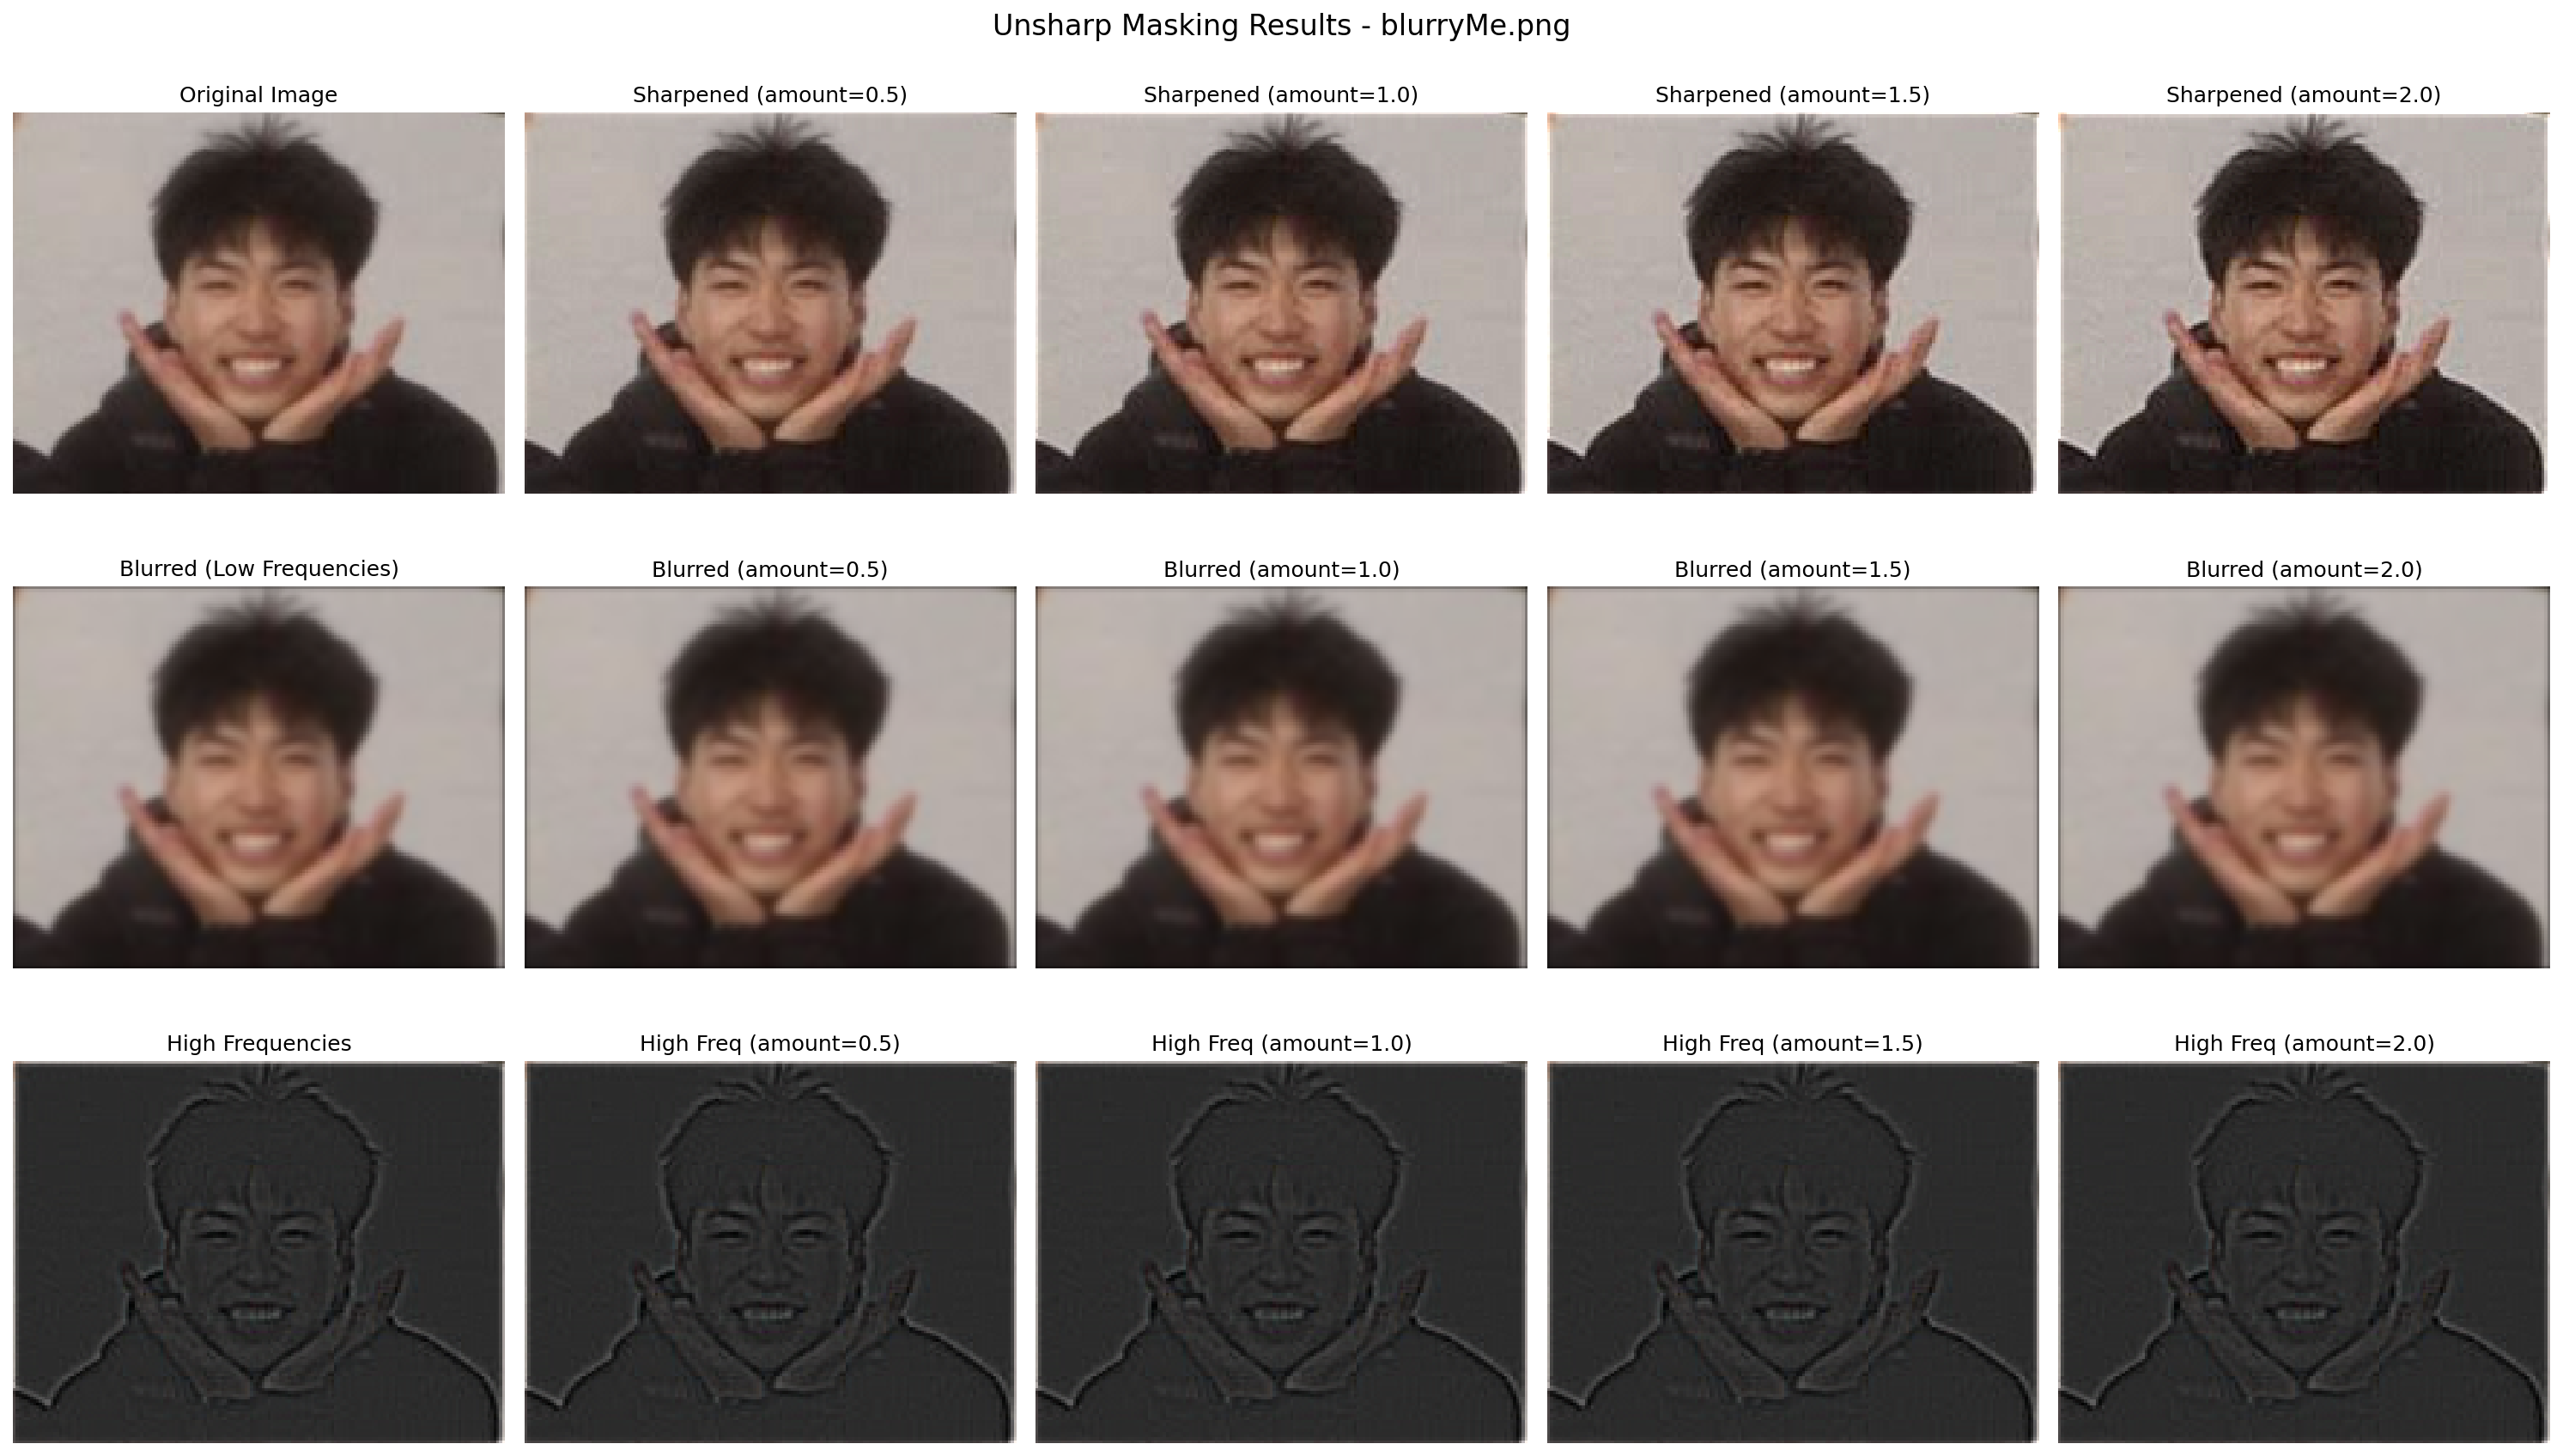 Unsharp Masking Results - blurryMe.png
Original Image
Sharpened (amount=0.5)
Sharpened (amount=1.0)
Sharpened (amount=1.5)
Sharpened (amount=2.0)
Blurred (Low Frequencies)
Blurred (amount=0.5)
Blurred (amount=1.0)
Blurred (amount=1.5)
Blurred (amount=2.0)
High Frequencies
High Freq (amount=0.5)
High Freq (amount=1.0)
High Freq (amount=1.5)
High Freq (amount=2.0)